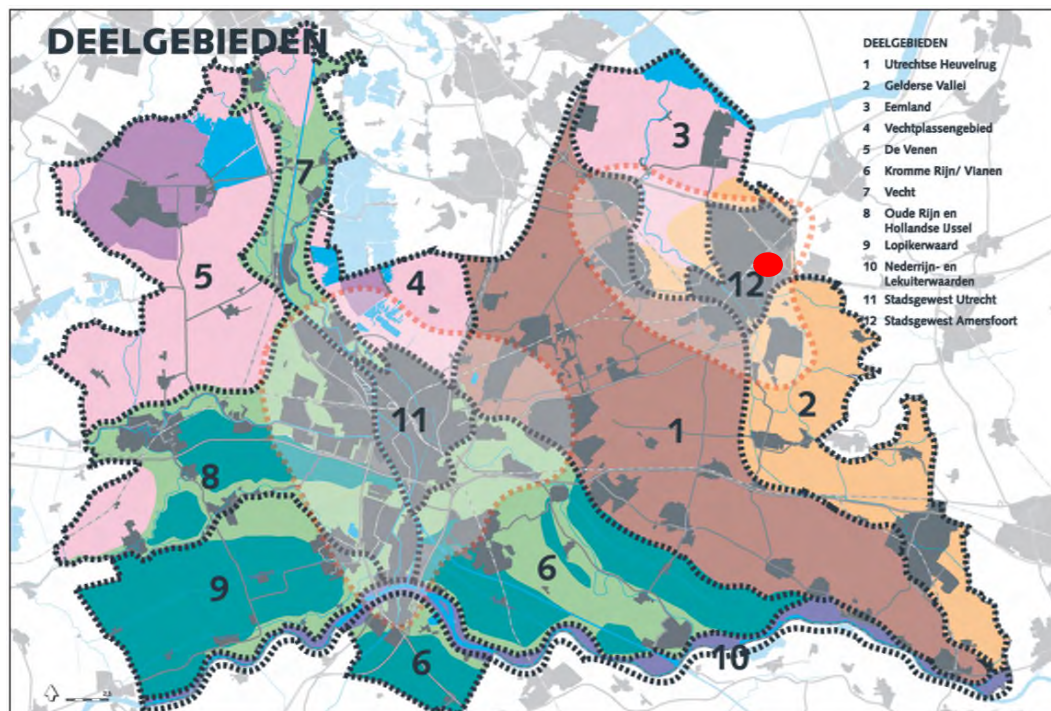 DEELGEBIEDEN
DEELGEBIEDEN
1 Utrechtse Heuvelrug
2 Gelderse Vallei
3 Eemland
4 Vechtplassengebied
5 De Venen
6 Kromme Rijn/ Vianen
7 Vecht
8 Oude Rijn en
Hollandse IJssel
9 Lopikerwaard
10 Nederrijn- en
Lekuiterwaarden
11 Stadsgewest Utrecht
12 Stadsgewest Amersfoort
3
7
5
4
12
2
11
1
8
9
6
10
6